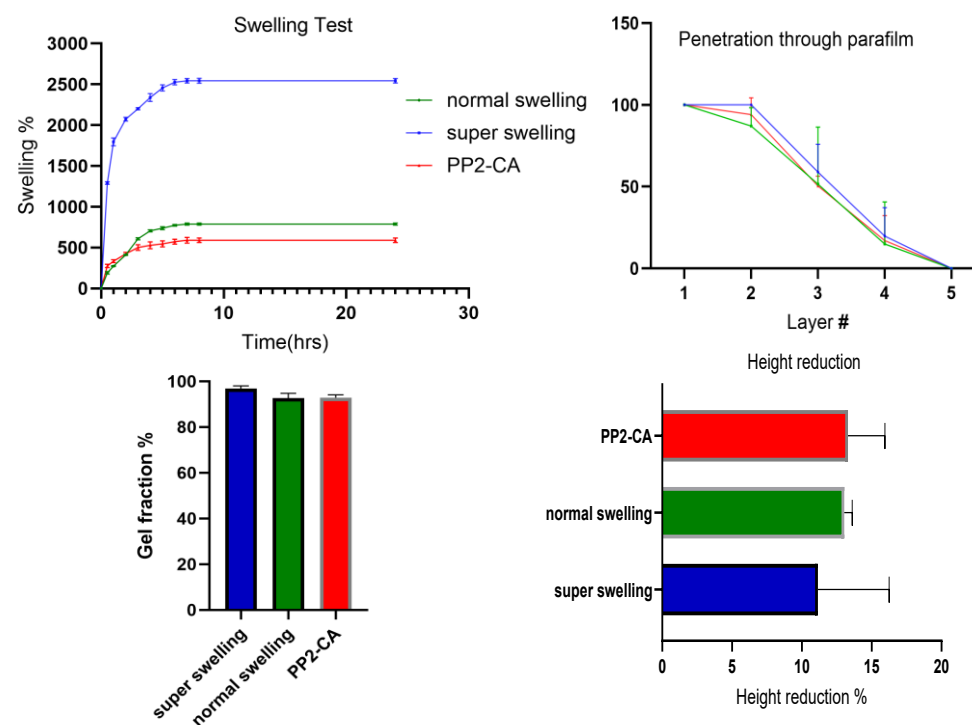 Swelling Test
3000
2500
2000
1500
1000
500
0
Swelling %
0
10
20
30
Time(hrs)
normal swelling
super swelling
PP2-CA
Penetration through parafilm
150
100
50
0
1
2
3
4
5
Layer #
100
80
60
40
20
0
Gel fraction %
super swelling
normal swelling
PP2-CA
Height reduction
PP2-CA
normal swelling
super swelling
0
5
10
15
20
Height reduction %